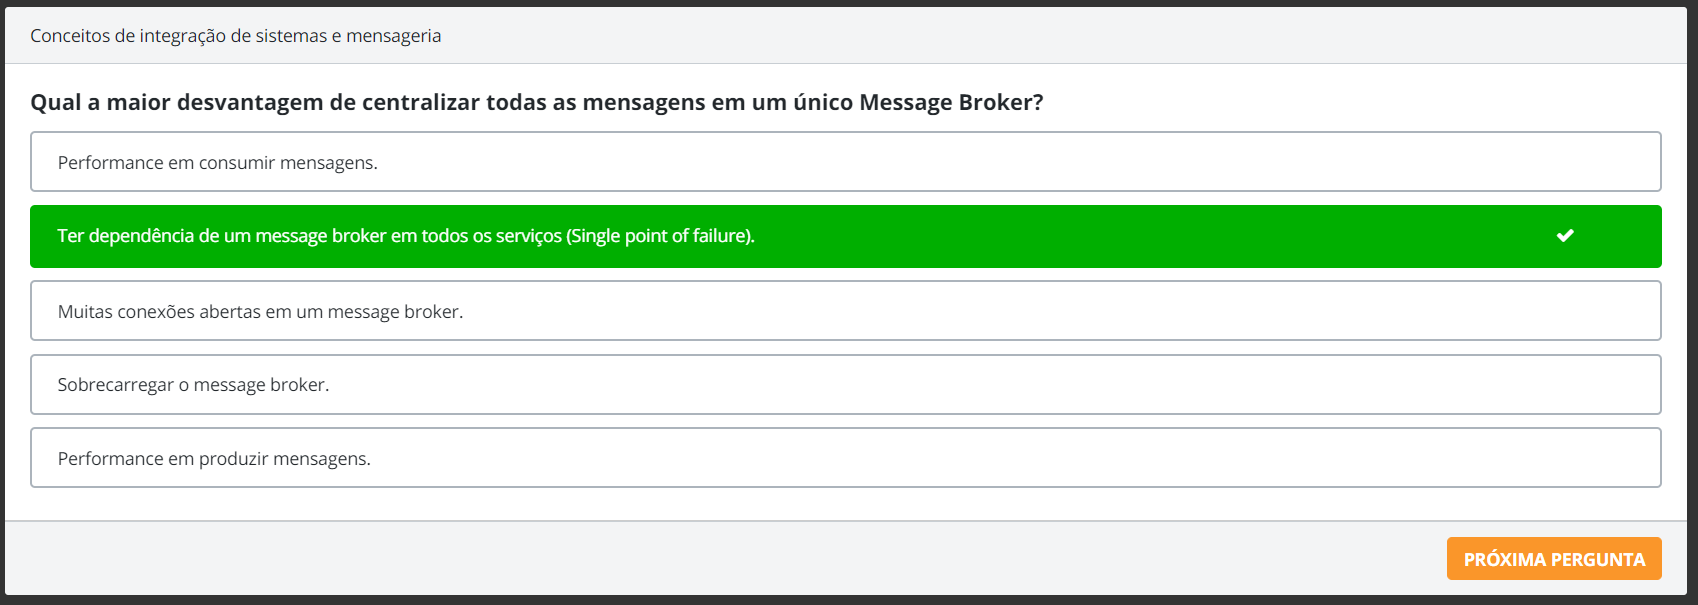 Conceitos de integração de sistemas e mensageria
Qual a maior desvantagem de centralizar todas as mensagens em um único Message Broker?
Performance em consumir mensagens.
Ter dependência de um message broker em todos os serviços (Single point of failure).
Muitas conexões abertas em um message broker.
Sobrecarregar o message broker.
Performance em produzir mensagens.
PRÓXIMA PERGUNTA